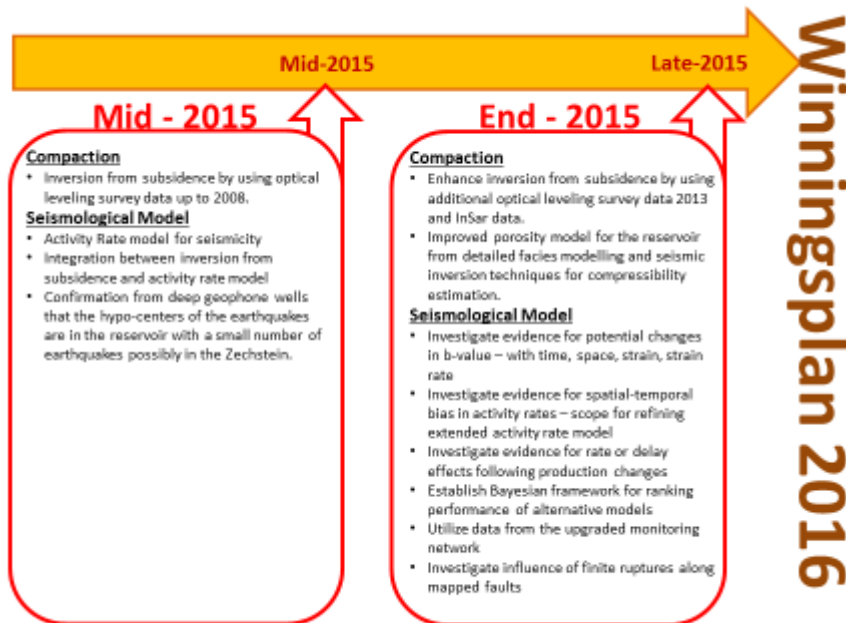 Mid-2015
Late-2015
Mid - 2015
Compaction
• Inversion from subsidence by using optical
leveling survey data up to 2008.
Seismological Model
• Activity Rate model for seismicity
• Integration between inversion from
subsidence and activity rate model
• Confirmation from deep geophone wells
that the hypo-centers of the earthquakes
are in the reservoir with a small number of
earthquakes possibly in the Zechstein.
End - 2015
Compaction
• Enhance inversion from subsidence by using
additional optical leveling survey data 2013
and InSar data.
• Improved porosity model for the reservoir
from detailed facies modelling and seismic
inversion techniques for compressibility
estimation.
Seismological Model
• Investigate evidence for potential changes
in b-value – with time, space, strain, strain
rate
• Investigate evidence for spatial-temporal
bias in activity rates – scope for refining
extended activity rate model
• Investigate evidence for rate or delay
effects following production changes
• Establish Bayesian framework for ranking
performance of alternative models
• Utilize data from the upgraded monitoring
network
• Investigate influence of finite ruptures along
mapped faults
Winningsplan 2016